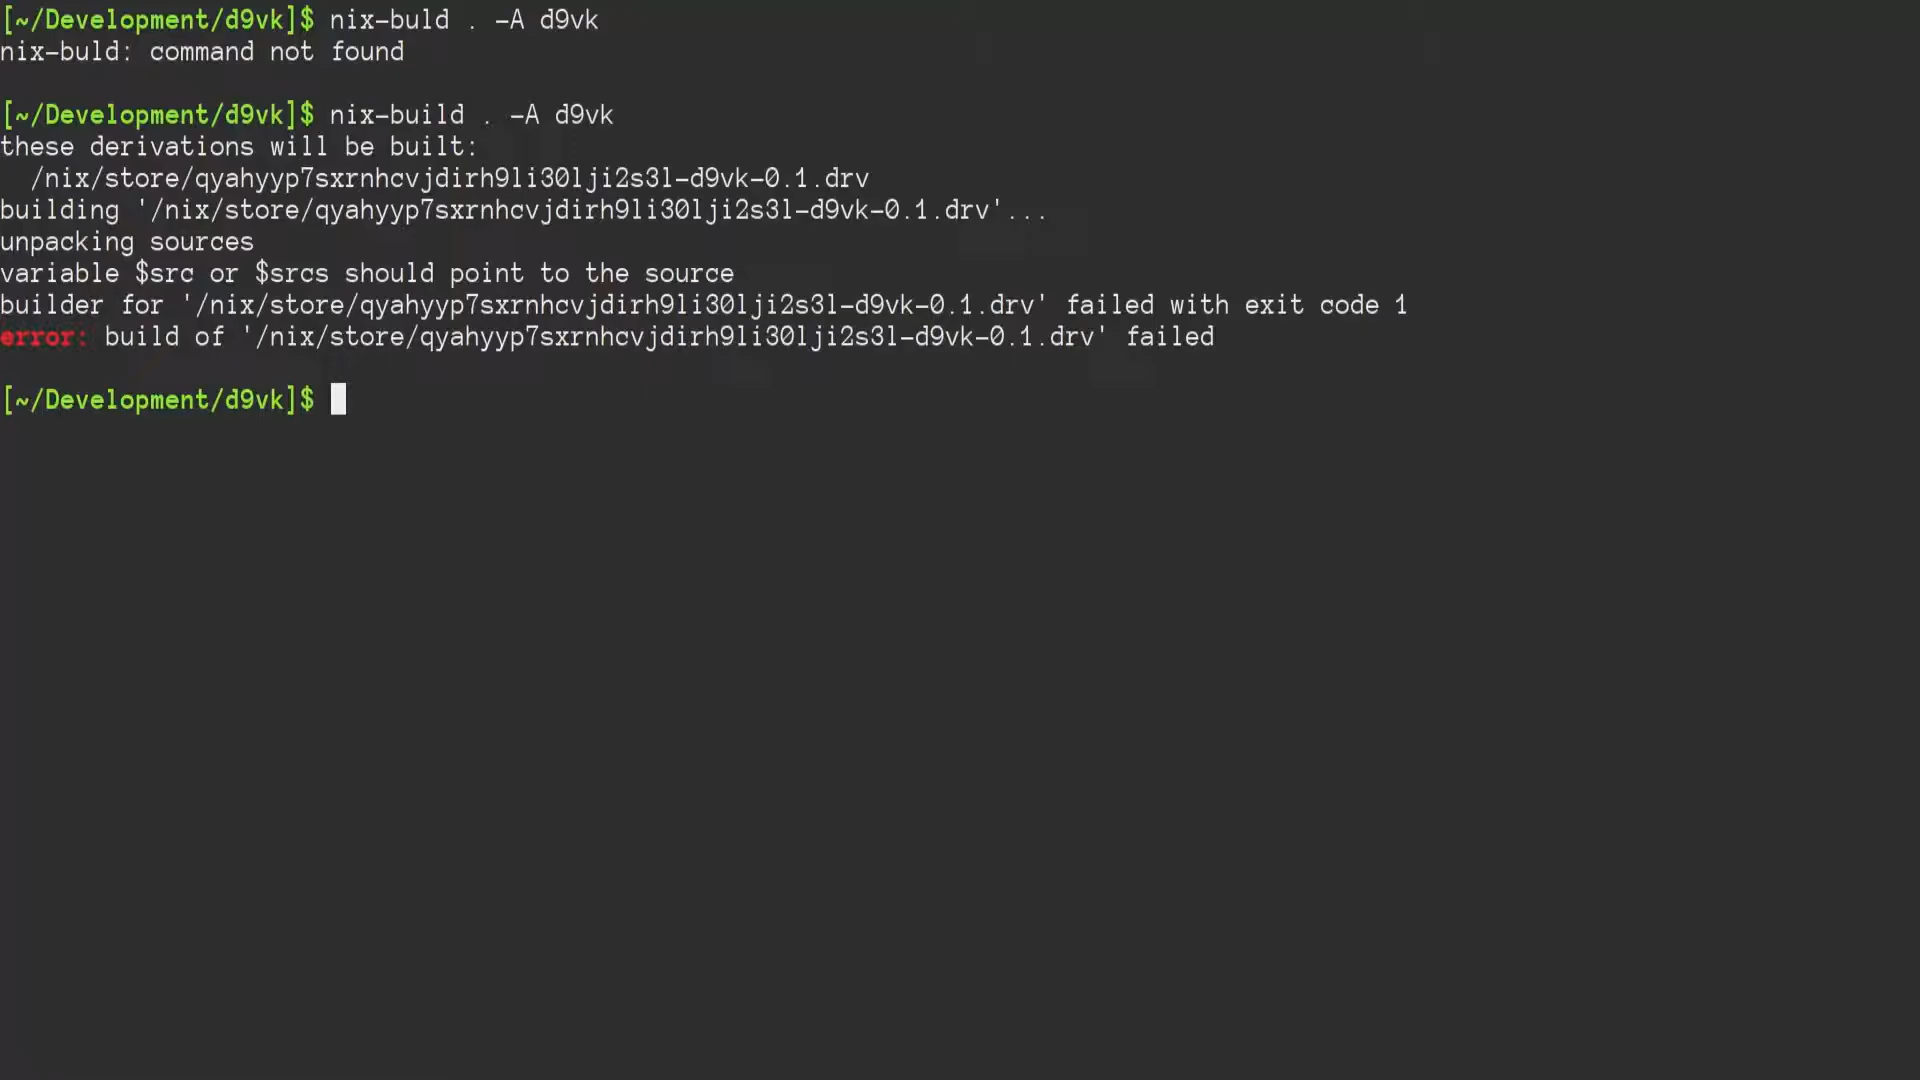 [~/Development/d9vk]$ nix-buld . -A d9vk
nix-buld: command not found
[~/Development/d9vk]$ nix-build . -A d9vk
these derivations will be built:
  /nix/store/qyahyyp7sxrnhcvjdirh9li30lji2s3l-d9vk-0.1.drv
building '/nix/store/qyahyyp7sxrnhcvjdirh9li30lji2s3l-d9vk-0.1.drv'...
unpacking sources
variable $src or $srcs should point to the source
builder for '/nix/store/qyahyyp7sxrnhcvjdirh9li30lji2s3l-d9vk-0.1.drv' failed with exit code 1
error: build of '/nix/store/qyahyyp7sxrnhcvjdirh9li30lji2s3l-d9vk-0.1.drv' failed
[~/Development/d9vk]$